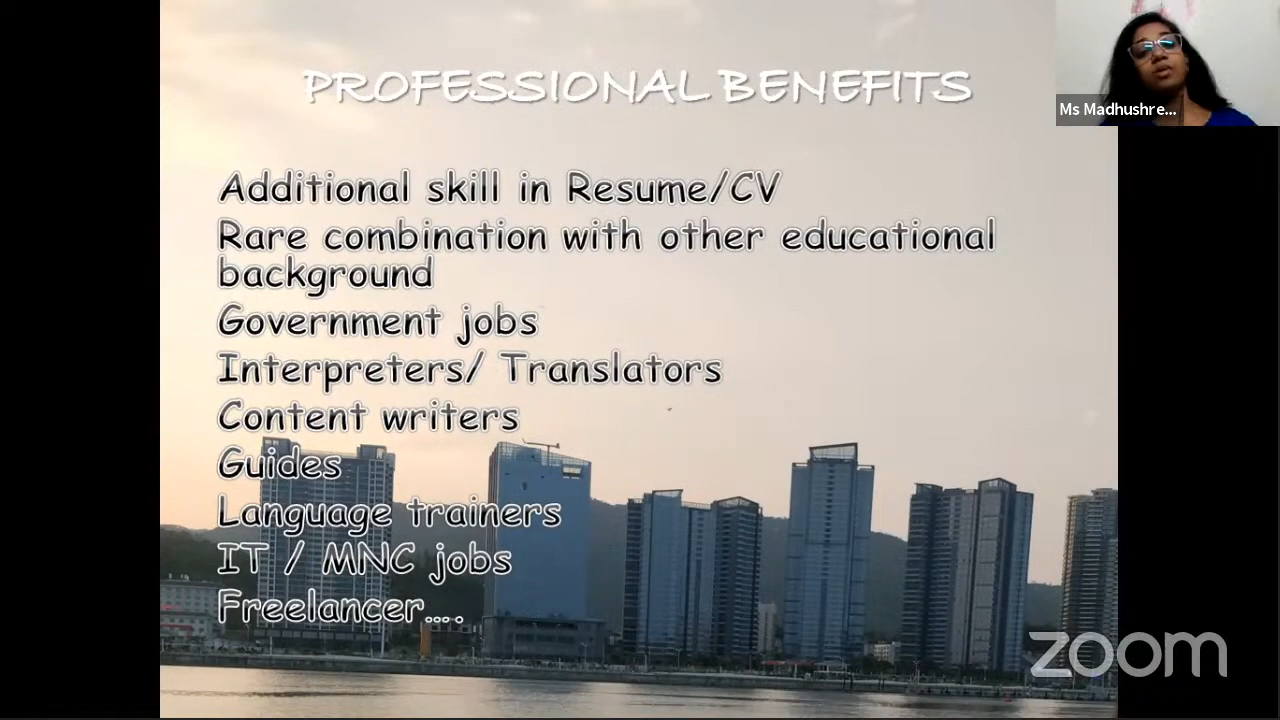 PROFESSIONAL BENEFITS
Ms Madhushre...
Additional skill in Resume/CV
Rare combination with other educational
background
Government jobs
Interpreters/ Translators
Content writers
Guides
Language trainers
IT / MNC jobs
Freelancer….
zoom